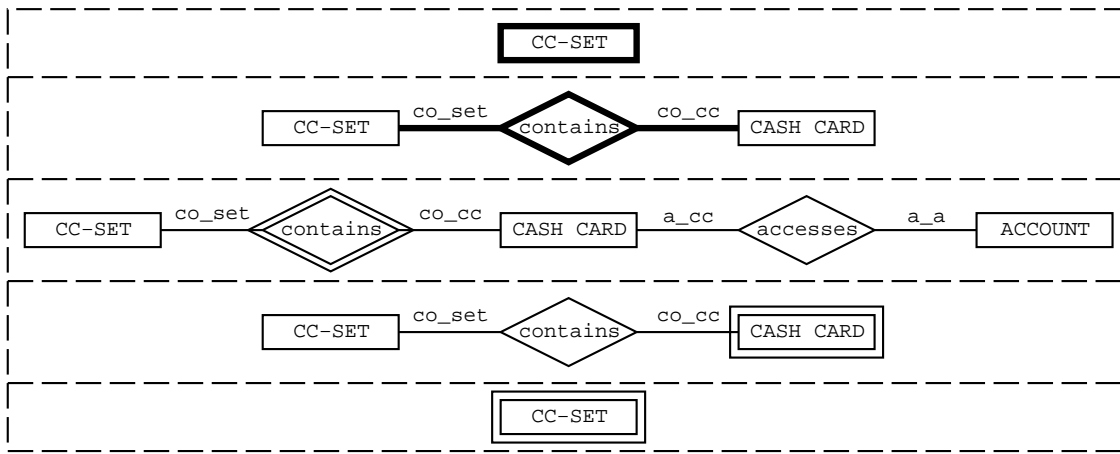 CC-SET
co_set co_cc
CC-SET contains CASH CARD
co_set co_cc a_cc a_a
CC-SET contains CASH CARD accesses ACCOUNT
co_set co_cc
CC-SET contains CASH CARD
CC-SET